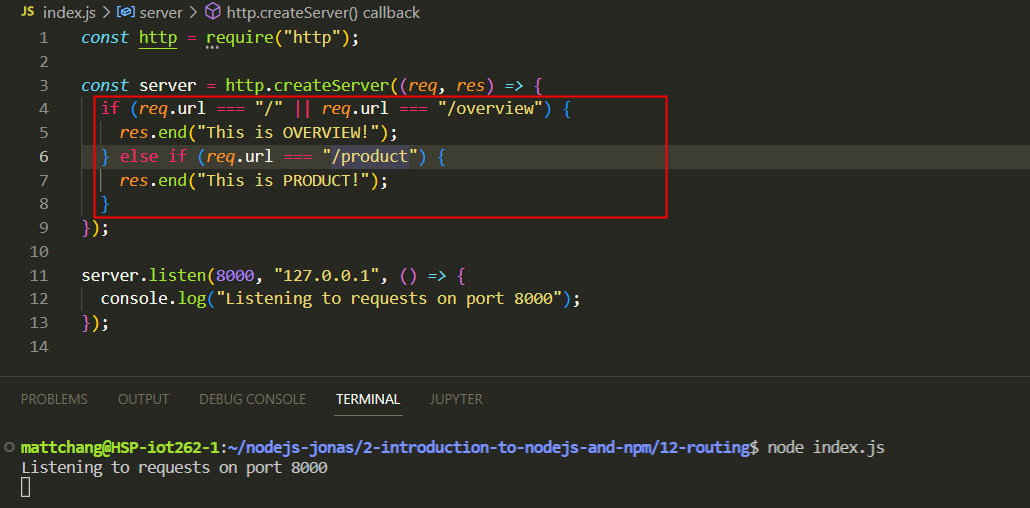 JS index.js > server > http.createServer() callback
1 const http = require("http");
2
3 const server = http.createServer((req, res) => {
4 if (req.url === "/" || req.url === "/overview") {
5 res.end("This is OVERVIEW!");
6 } else if (req.url === "/product") {
7 res.end("This is PRODUCT!");
8 }
9 });
10
11 server.listen(8000, "127.0.0.1", () => {
12 console.log("Listening to requests on port 8000");
13 });
14
PROBLEMS OUTPUT DEBUG CONSOLE TERMINAL JUPYTER
mattchang@HSP-iot262-1:~/nodejs-jonas/2-introduction-to-nodejs-and-npm/12-routing$ node index.js
Listening to requests on port 8000